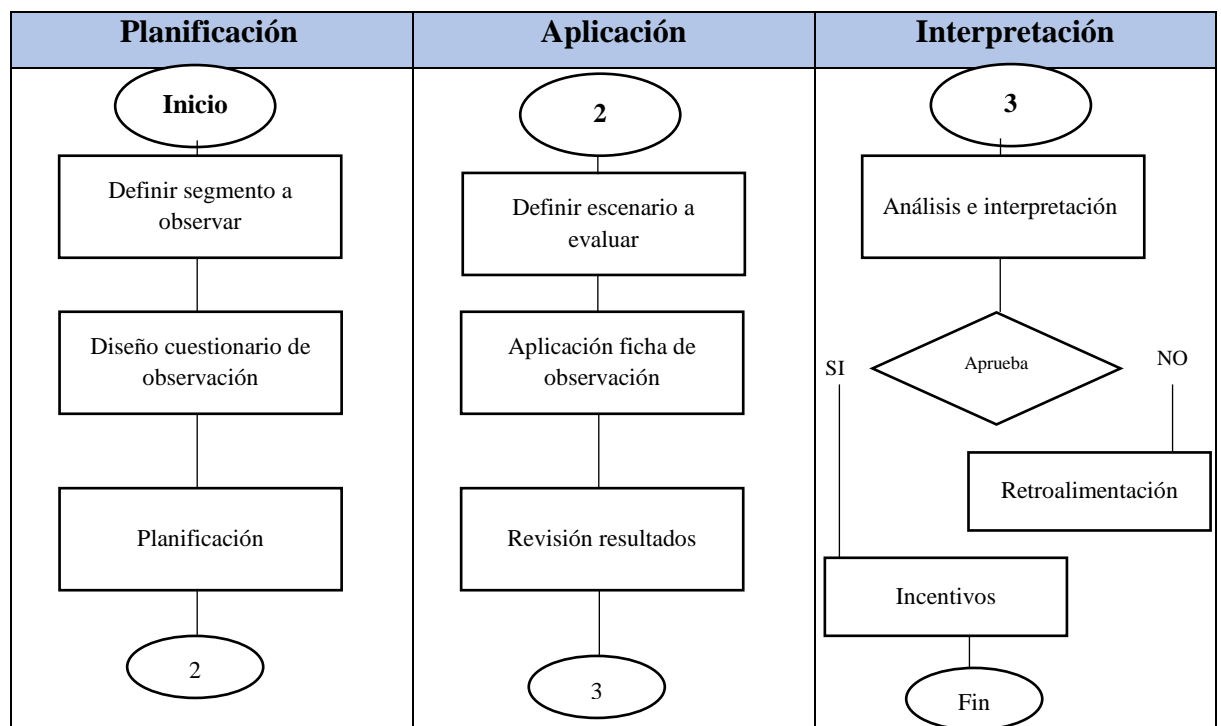 Planificación
Aplicación
Interpretación
Inicio
Definir segmento a
observar
Diseño cuestionario de
observación
Planificación
2
2
Definir escenario a
evaluar
Aplicación ficha de
observación
Revisión resultados
3
3
Análisis e interpretación
Aprueba
SI
NO
Retroalimentación
Incentivos
Fin